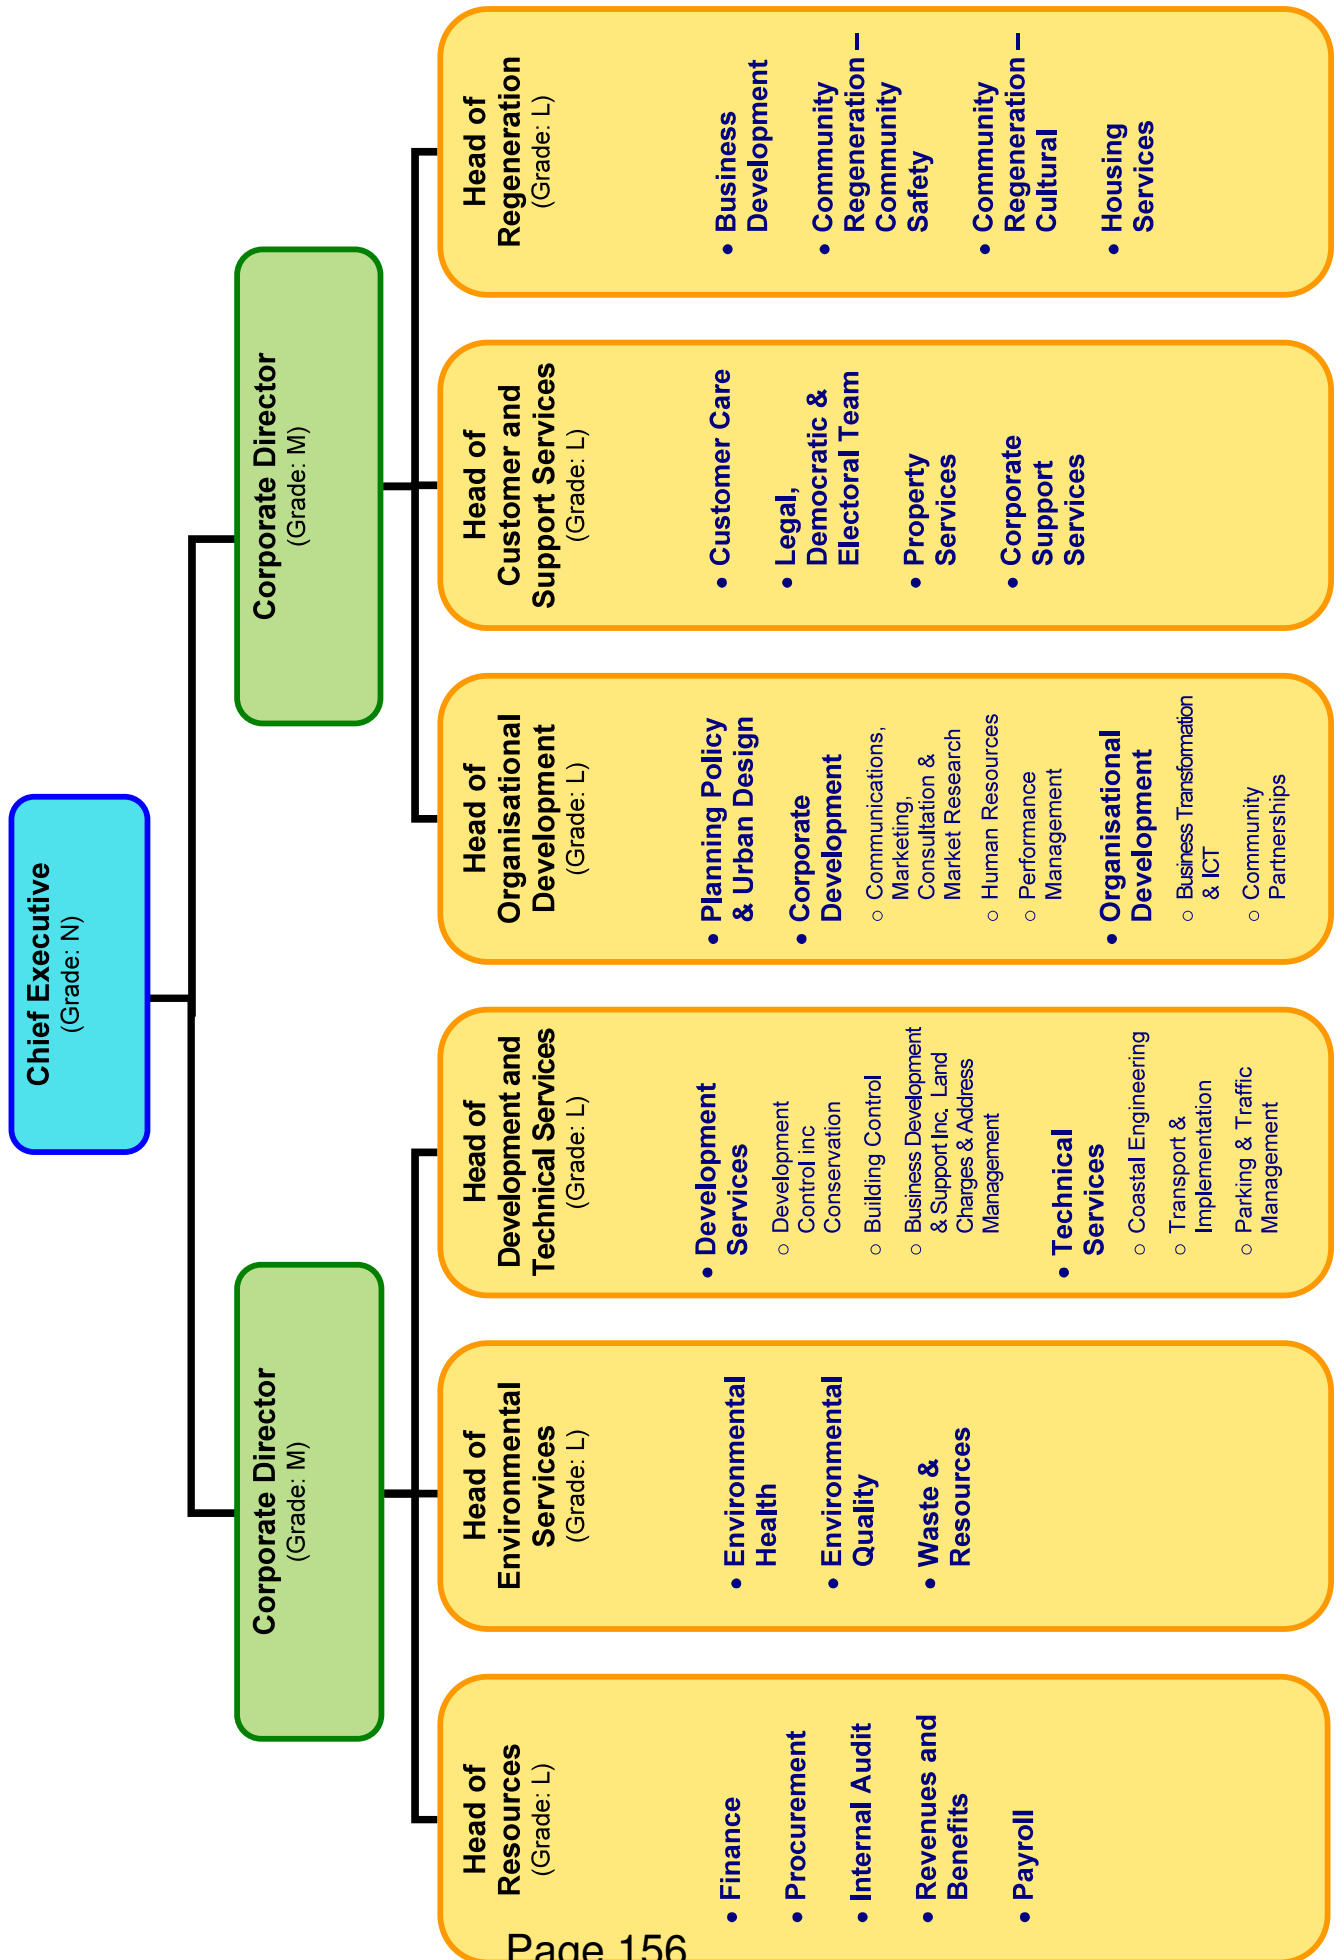 Chief Executive
(Grade: N)
Corporate Director
(Grade: M)
Corporate Director
(Grade: M)
Head of
Resources
(Grade: L)
• Finance
• Procurement
• Internal Audit
• Revenues and
Benefits
• Payroll
Head of
Environmental
Services
(Grade: L)
• Environmental
Health
• Environmental
Quality
• Waste &
Resources
Head of
Development and
Technical Services
(Grade: L)
• Development
Services
○ Development
Control inc
Conservation
○ Building Control
○ Business Development
& Support Inc. Land
Charges & Address
Management
• Technical
Services
○ Coastal Engineering
○ Transport &
Implementation
○ Parking & Traffic
Management
Head of
Organisational
Development
(Grade: L)
• Planning Policy
& Urban Design
• Corporate
Development
○ Communications,
Marketing,
Consultation &
Market Research
○ Human Resources
○ Performance
Management
• Organisational
Development
○ Business Transformation
& ICT
○ Community
Partnerships
Head of
Customer and
Support Services
(Grade: L)
• Customer Care
• Legal,
Democratic &
Electoral Team
• Property
Services
• Corporate
Support
Services
Head of
Regeneration
(Grade: L)
• Business
Development
• Community
Regeneration –
Community
Safety
• Community
Regeneration –
Cultural
• Housing
Services
Page 156